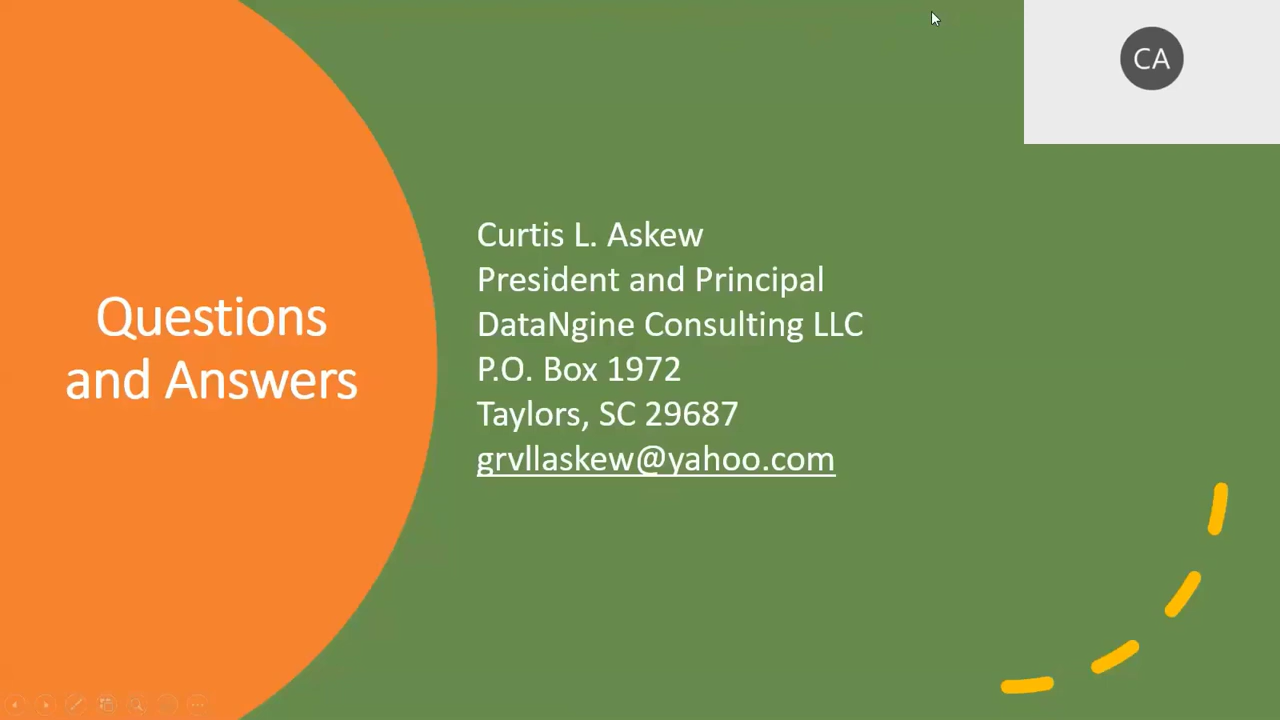 CA
Questions
and Answers
Curtis L. Askew
President and Principal
DataNgine Consulting LLC
P.O. Box 1972
Taylors, SC 29687
grvllaskew@yahoo.com